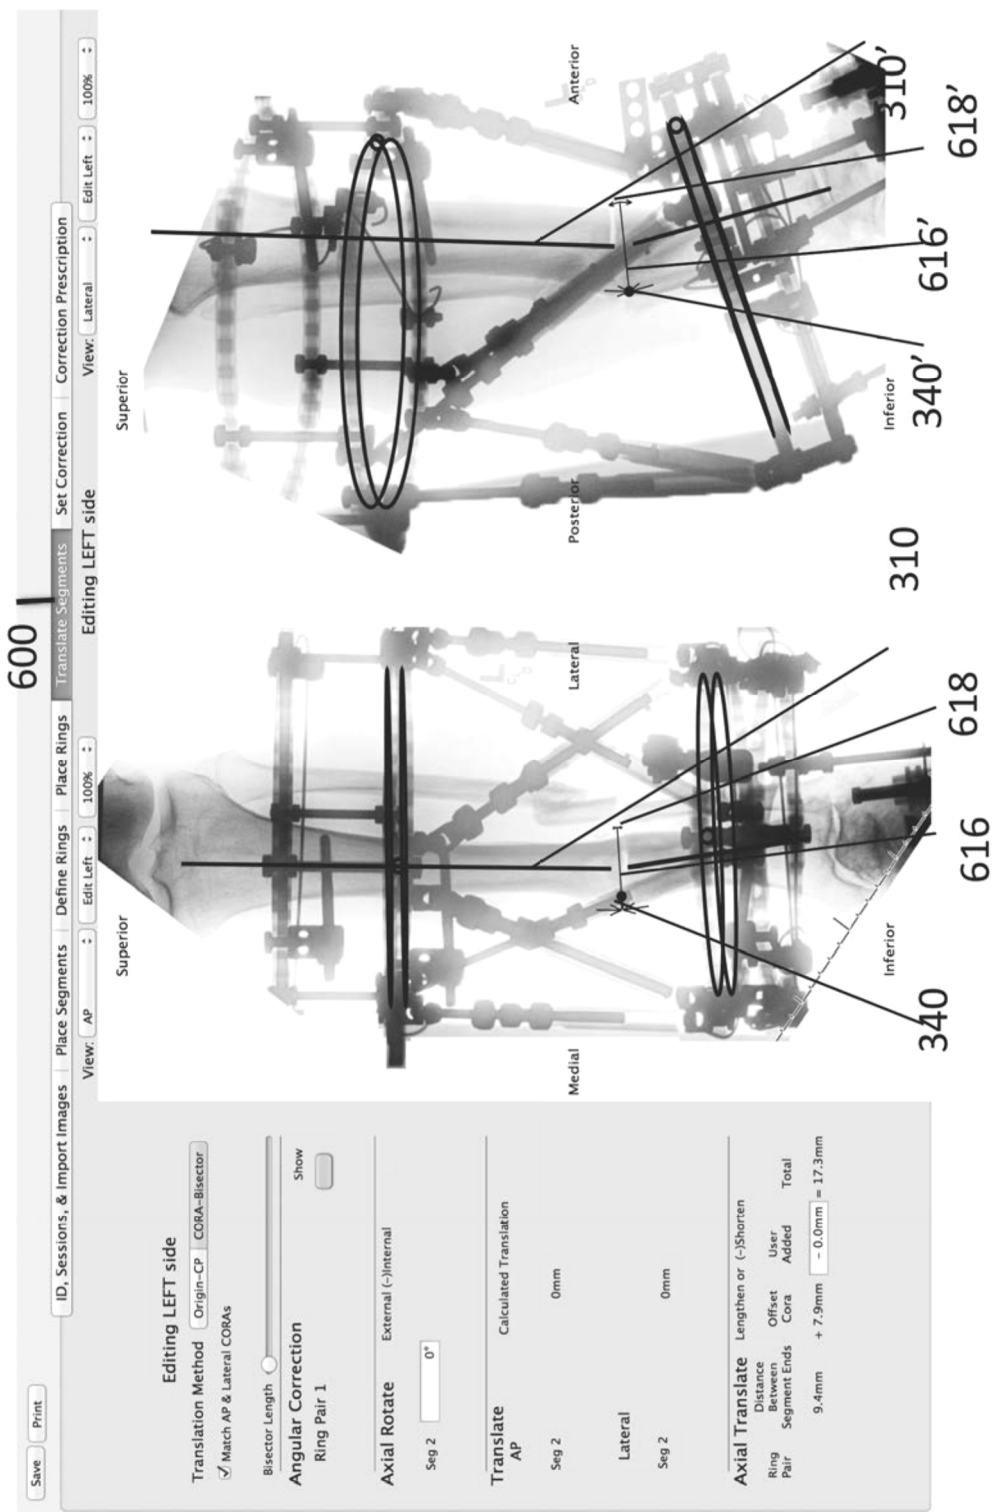 600
Save
Print
ID, Sessions, & Import Images
Place Segments
Define Rings
Place Rings
Translate Segments
Set Correction
Correction Prescription
View: AP
Edit Left
100%
Editing LEFT side
View: Lateral
Edit Left
100%
Editing LEFT side
Translation Method
Origin-CP
CORA-Bisector
Match AP & Lateral CORAs
Bisector Length
Angular Correction
Show
Ring Pair 1
Axial Rotate
External (-)Internal
Seg 2
0°
Translate
Calculated Translation
AP
Seg 2
0mm
Lateral
Seg 2
0mm
Axial Translate
Lengthen or (-)Shorten
Ring Pair
Distance Between Segment Ends
Offset Cora
User Added
Total
9.4mm
+ 7.9mm
- 0.0mm
= 17.3mm
Superior
Medial
Lateral
Inferior
340
616
618
310
Superior
Posterior
Anterior
Inferior
340’
616’
618’
310’